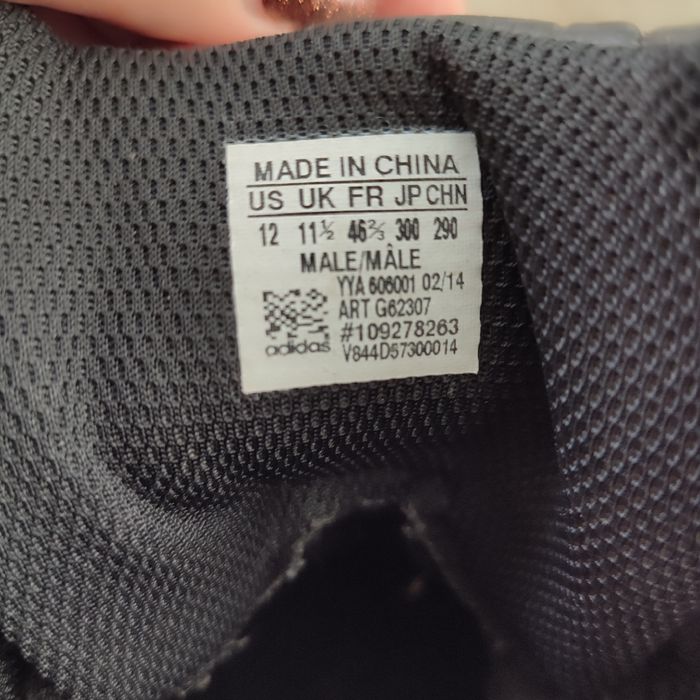 MADE IN CHINA
US UK FR JP CHN
12 11½ 46⅔ 300 290
MALE/MÂLE
YYA 606001 02/14
ART G62307
#109278263
adidas V844D57300014